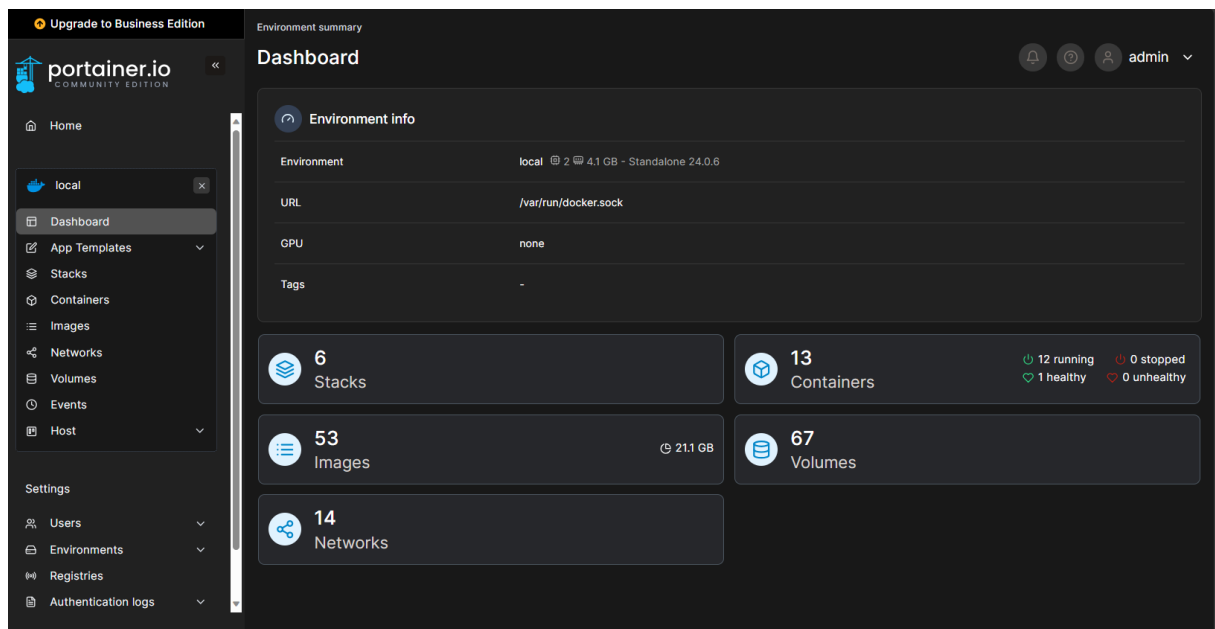 Upgrade to Business Edition
portainer.io
COMMUNITY EDITION
«
Home
local
Dashboard
App Templates
Stacks
Containers
Images
Networks
Volumes
Events
Host
Settings
Users
Environments
Registries
Authentication logs
Environment summary
Dashboard
admin
Environment info
Environment local 2 4.1 GB - Standalone 24.0.6
URL /var/run/docker.sock
GPU none
Tags -
6
Stacks
13
Containers
12 running 0 stopped
1 healthy 0 unhealthy
53
Images
21.1 GB
67
Volumes
14
Networks